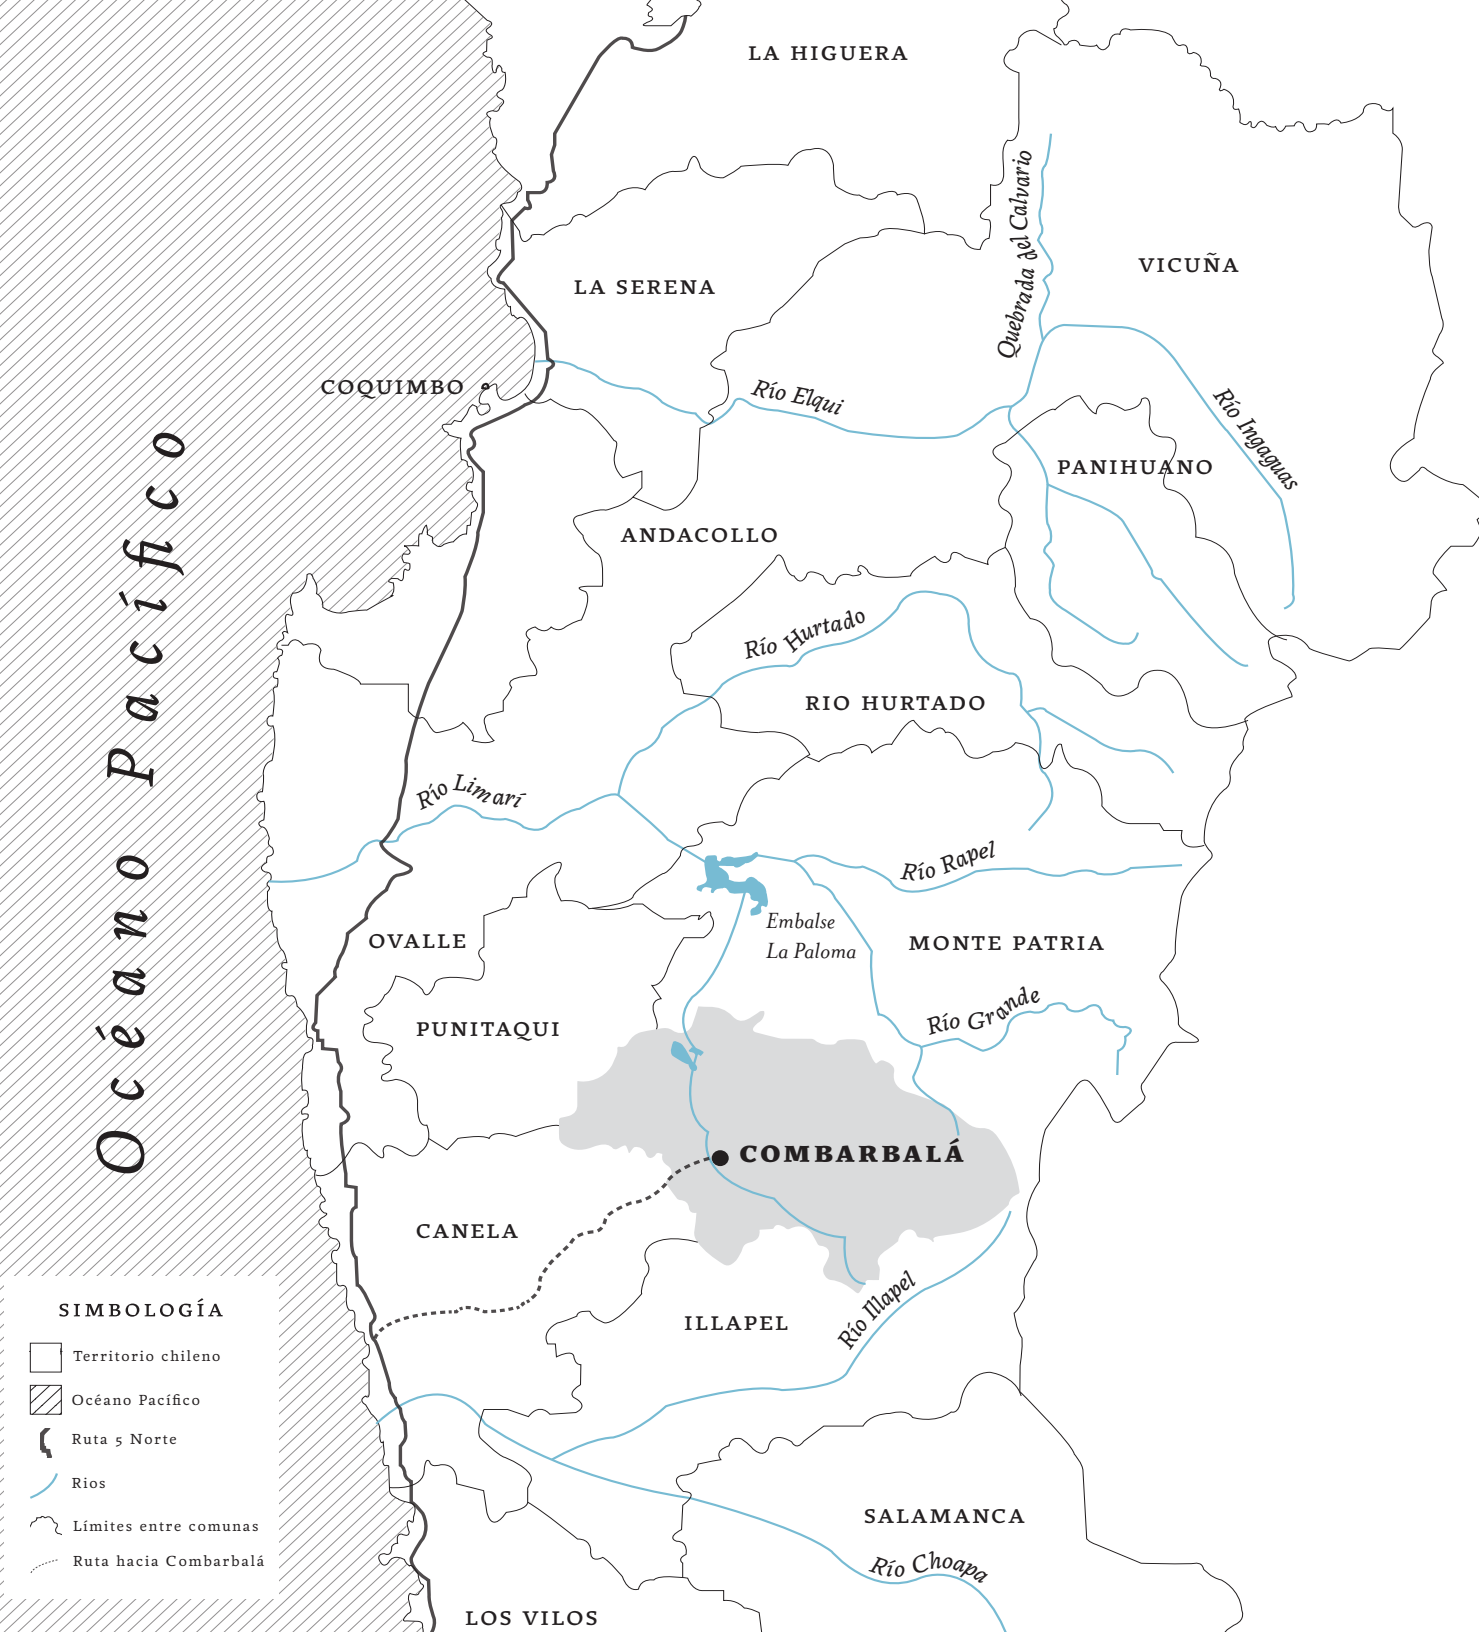 LA HIGUERA
Quebrada del Calvario
VICUÑA
LA SERENA
COQUIMBO
Río Elqui
Río Ingaguas
PANIHUANO
Océano Pacífico
ANDACOLLO
Río Hurtado
RIO HURTADO
Río Limarí
Río Rapel
Embalse
La Paloma
OVALLE
MONTE PATRIA
Río Grande
PUNITAQUI
COMBARBALÁ
CANELA
Río Illapel
ILLAPEL
SIMBOLOGÍA
Territorio chileno
Océano Pacífico
Ruta 5 Norte
Rios
Límites entre comunas
Ruta hacia Combarbalá
SALAMANCA
Río Choapa
LOS VILOS